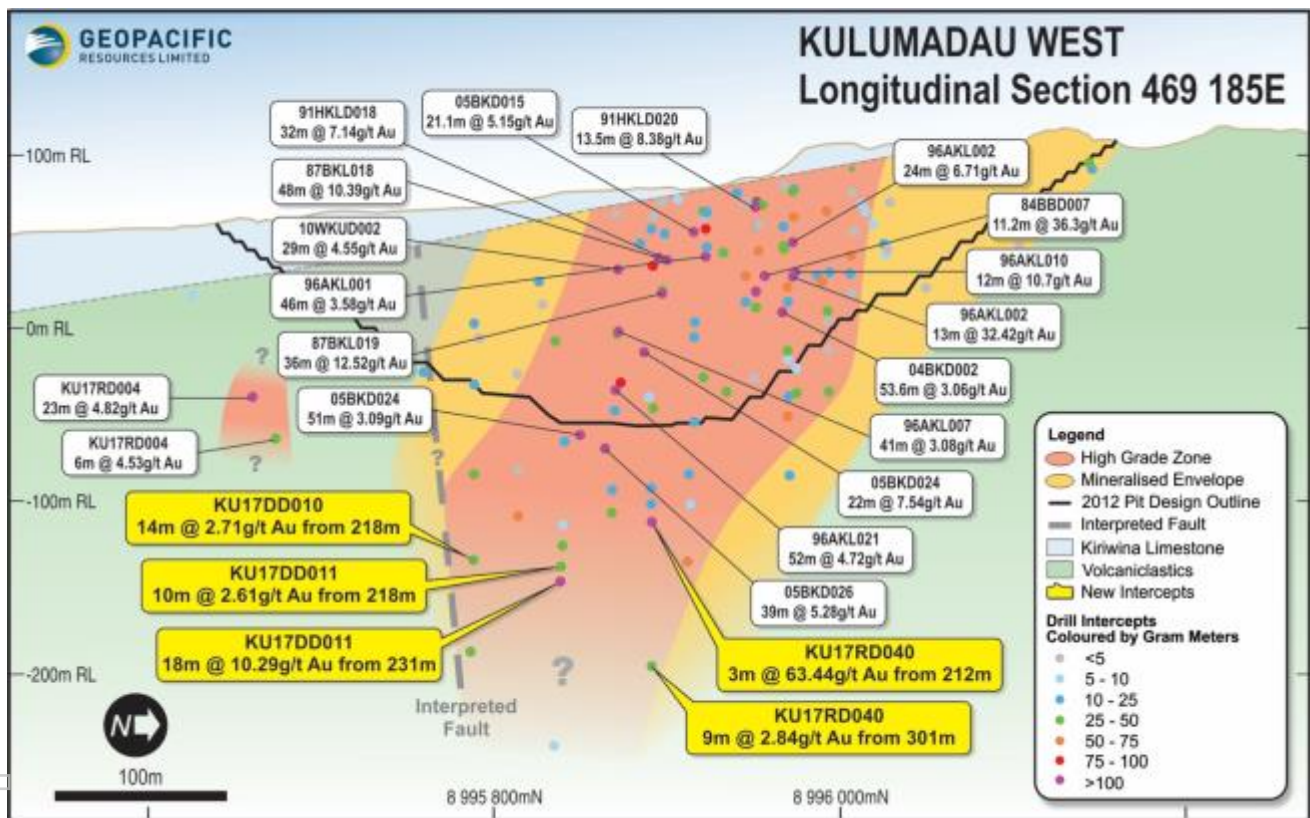 GEOPACIFIC
RESOURCES LIMITED
KULUMADAU WEST
Longitudinal Section 469 185E
91HKLD018
32m @ 7.14g/t Au
05BKD015
21.1m @ 5.15g/t Au
91HKLD020
13.5m @ 8.38g/t Au
96AKL002
24m @ 6.71g/t Au
100m RL
87BKL018
48m @ 10.39g/t Au
84BBD007
11.2m @ 36.3g/t Au
10WKUD002
29m @ 4.55g/t Au
96AKL010
12m @ 10.7g/t Au
96AKL001
46m @ 3.58g/t Au
96AKL002
13m @ 32.42g/t Au
0m RL
87BKL019
36m @ 12.52g/t Au
04BKD002
53.6m @ 3.06g/t Au
?
KU17RD004
23m @ 4.82g/t Au
05BKD024
51m @ 3.09g/t Au
96AKL007
41m @ 3.08g/t Au
KU17RD004
6m @ 4.53g/t Au
?
?
05BKD024
22m @ 7.54g/t Au
-100m RL
KU17DD010
14m @ 2.71g/t Au from 218m
96AKL021
52m @ 4.72g/t Au
KU17DD011
10m @ 2.61g/t Au from 218m
05BKD026
39m @ 5.28g/t Au
KU17DD011
18m @ 10.29g/t Au from 231m
KU17RD040
3m @ 63.44g/t Au from 212m
-200m RL
?
Interpreted
Fault
KU17RD040
9m @ 2.84g/t Au from 301m
N
100m
8 995 800mN
8 996 000mN
Legend
High Grade Zone
Mineralised Envelope
2012 Pit Design Outline
Interpreted Fault
Kiriwina Limestone
Volcaniclastics
New Intercepts
Drill Intercepts
Coloured by Gram Meters
<5
5 - 10
10 - 25
25 - 50
50 - 75
75 - 100
>100